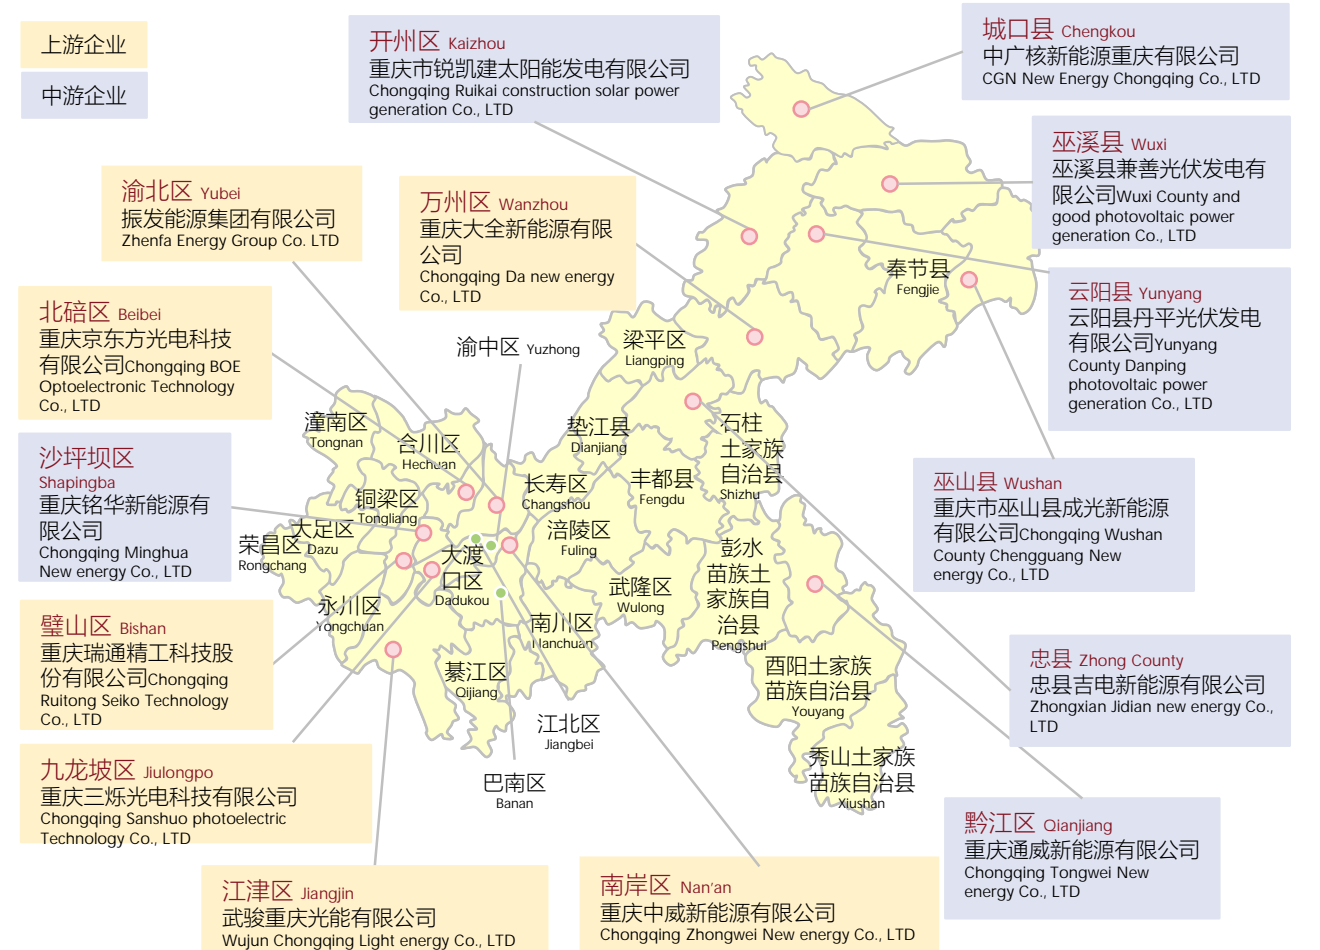 上游企业
中游企业
开州区 Kaizhou
重庆市锐凯建太阳能发电有限公司
Chongqing Ruikai construction solar power
generation Co., LTD
城口县 Chengkou
中广核新能源重庆有限公司
CGN New Energy Chongqing Co., LTD
巫溪县 Wuxi
巫溪县兼善光伏发电有
限公司Wuxi County and
good photovoltaic power
generation Co., LTD
渝北区 Yubei
振发能源集团有限公司
Zhenfa Energy Group Co. LTD
万州区 Wanzhou
重庆大全新能源有限
公司
Chongqing Da new energy
Co., LTD
云阳县 Yunyang
云阳县丹平光伏发电
有限公司Yunyang
County Danping
photovoltaic power
generation Co., LTD
北碚区 Beibei
重庆京东方光电科技
有限公司Chongqing BOE
Optoelectronic Technology
Co., LTD
奉节县
Fengjie
渝中区 Yuzhong
梁平区
Liangping
潼南区
Tongnan
合川区
Hechuan
垫江县
Dianjiang
石柱
土家族
自治县
Shizhu
沙坪坝区
Shapingba
重庆铭华新能源有
限公司
Chongqing Minghua
New energy Co., LTD
铜梁区
Tongliang
长寿区
Changshou
丰都县
Fengdu
巫山县 Wushan
重庆市巫山县成光新能源
有限公司Chongqing Wushan
County Chengguang New
energy Co., LTD
大足区
Dazu
荣昌区
Rongchang
涪陵区
Fuling
大渡
口区
Dadukou
彭水
苗族土
家族自
治县
Pengshui
武隆区
Wulong
永川区
Yongchuan
南川区
Nanchuan
璧山区 Bishan
重庆瑞通精工科技股
份有限公司Chongqing
Ruitong Seiko Technology
Co., LTD
綦江区
Qijiang
酉阳土家族
苗族自治县
Youyang
忠县 Zhong County
忠县吉电新能源有限公司
Zhongxian Jidian new energy Co.,
LTD
江北区
Jiangbei
巴南区
Banan
秀山土家族
苗族自治县
Xiushan
九龙坡区 Jiulongpo
重庆三烁光电科技有限公司
Chongqing Sanshuo photoelectric
Technology Co., LTD
黔江区 Qianjiang
重庆通威新能源有限公司
Chongqing Tongwei New
energy Co., LTD
江津区 Jiangjin
武骏重庆光能有限公司
Wujun Chongqing Light energy Co., LTD
南岸区 Nan'an
重庆中威新能源有限公司
Chongqing Zhongwei New energy Co., LTD